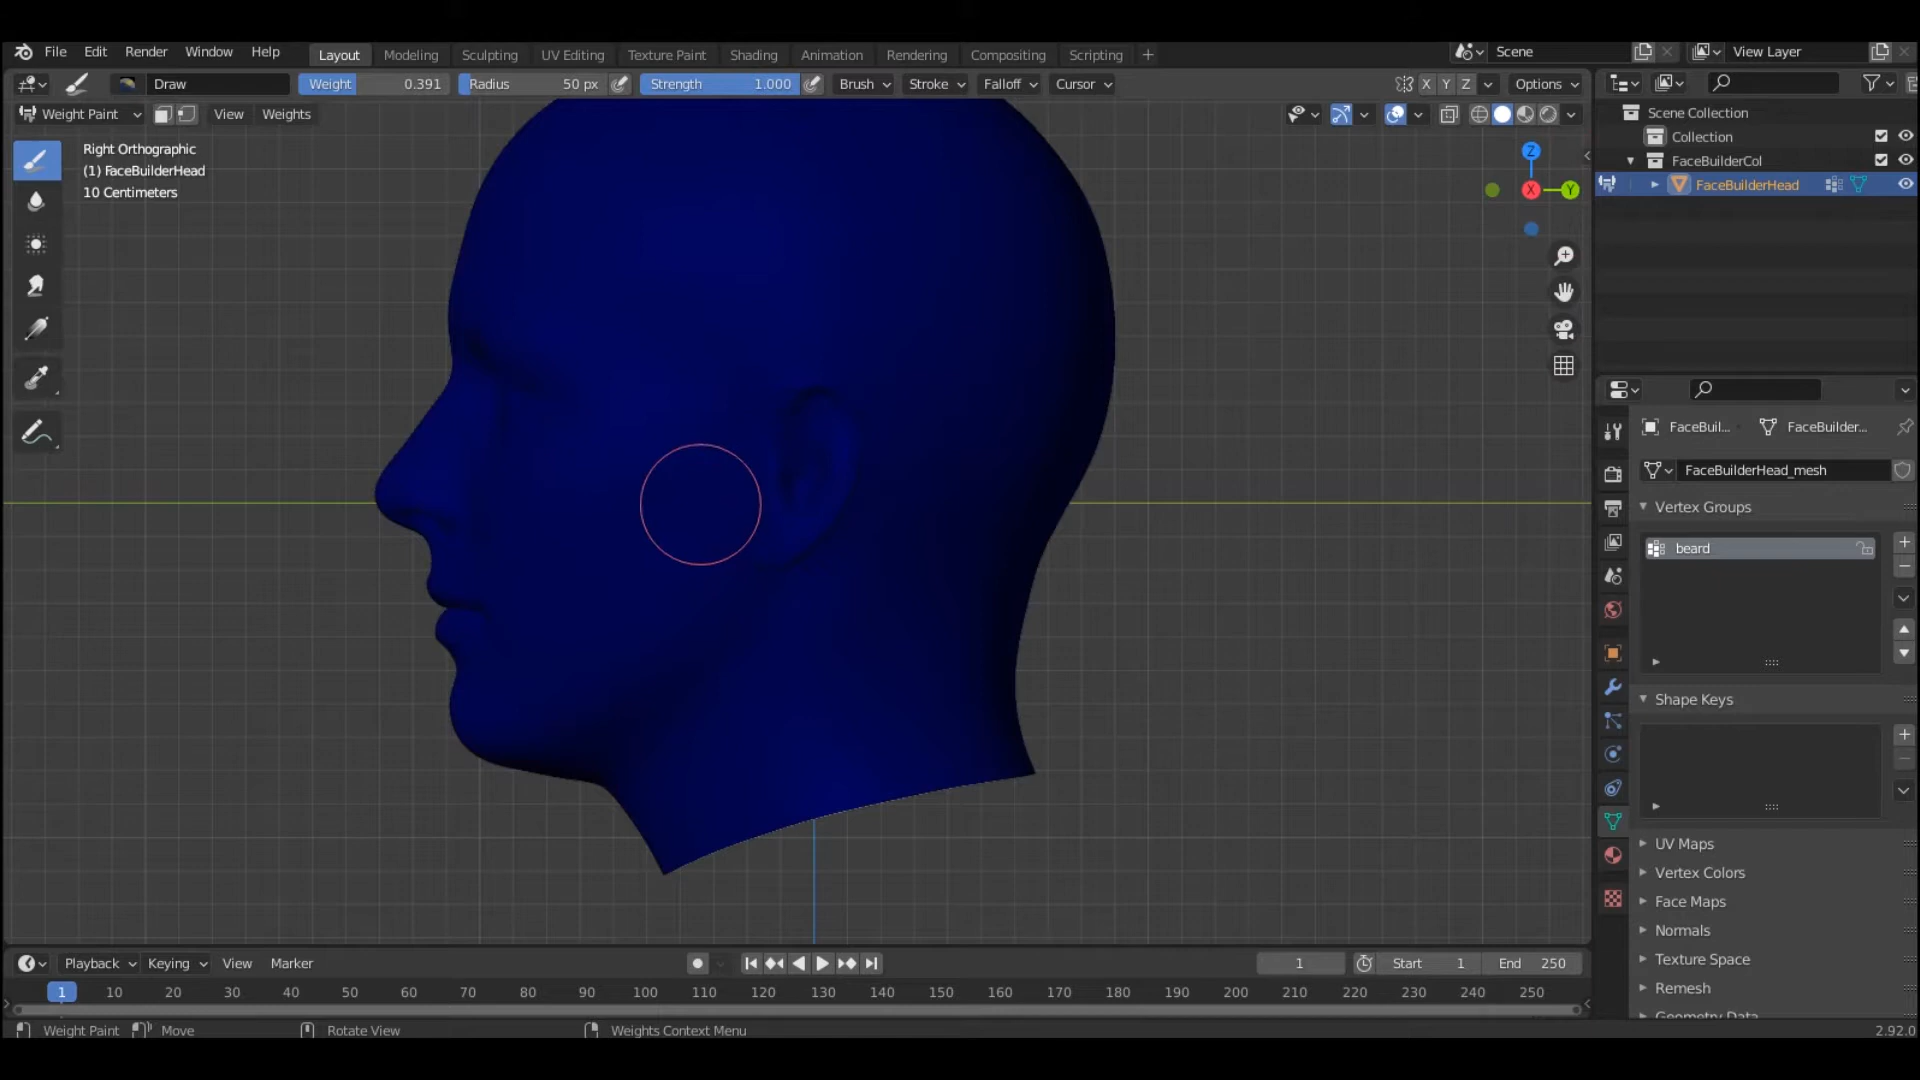 File Edit Render Window Help
Layout Modeling Sculpting UV Editing Texture Paint Shading Animation Rendering Compositing Scripting +
Scene View Layer
Draw Weight 0.391 Radius 50 px Strength 1.000 Brush Stroke Falloff Cursor X Y Z Options
Weight Paint View Weights
Right Orthographic
(1) FaceBuilderHead
10 Centimeters
Z
X Y
Scene Collection
Collection
FaceBuilderCol
FaceBuilderHead
FaceBuil... FaceBuilder...
FaceBuilderHead_mesh
Vertex Groups
beard
Shape Keys
UV Maps
Vertex Colors
Face Maps
Normals
Texture Space
Remesh
Geometry Data
Playback Keying View Marker 1 Start 1 End 250
1 10 20 30 40 50 60 70 80 90 100 110 120 130 140 150 160 170 180 190 200 210 220 230 240 250
Weight Paint Move Rotate View Weights Context Menu 2.92.0